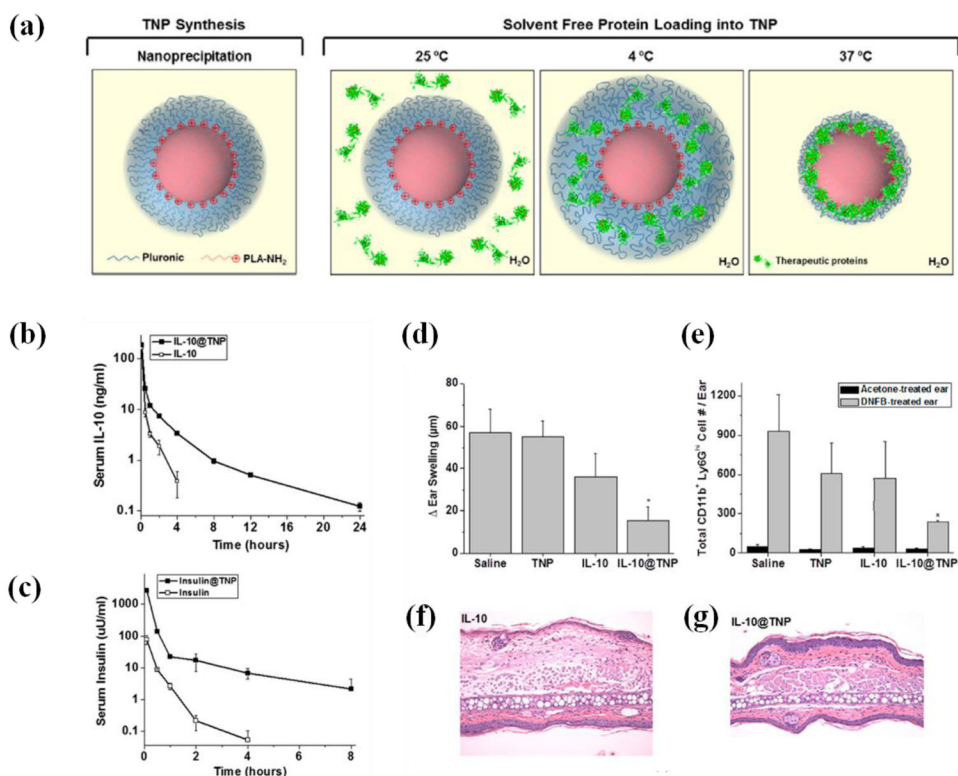 (a)
TNP Synthesis
Solvent Free Protein Loading into TNP
Nanoprecipitation
25 ºC
4 ºC
37 ºC
Pluronic
PLA-NH₂
H₂O
H₂O
Therapeutic proteins
H₂O
(b)
IL-10@TNP
IL-10
Serum IL-10 (ng/ml)
100
10
1
0.1
0 4 8 12 16 20 24
Time (hours)
(c)
Insulin@TNP
Insulin
Serum Insulin (uU/ml)
1000
100
10
1
0.1
0 2 4 6 8
Time (hours)
(d)
Δ Ear Swelling (µm)
80
60
40
20
0
*
Saline TNP IL-10 IL-10@TNP
(e)
Acetone-treated ear
DNFB-treated ear
Total CD11b⁺ Ly6Gʰⁱ Cell # / Ear
1200
900
600
300
0
*
Saline TNP IL-10 IL-10@TNP
(f)
IL-10
(g)
IL-10@TNP